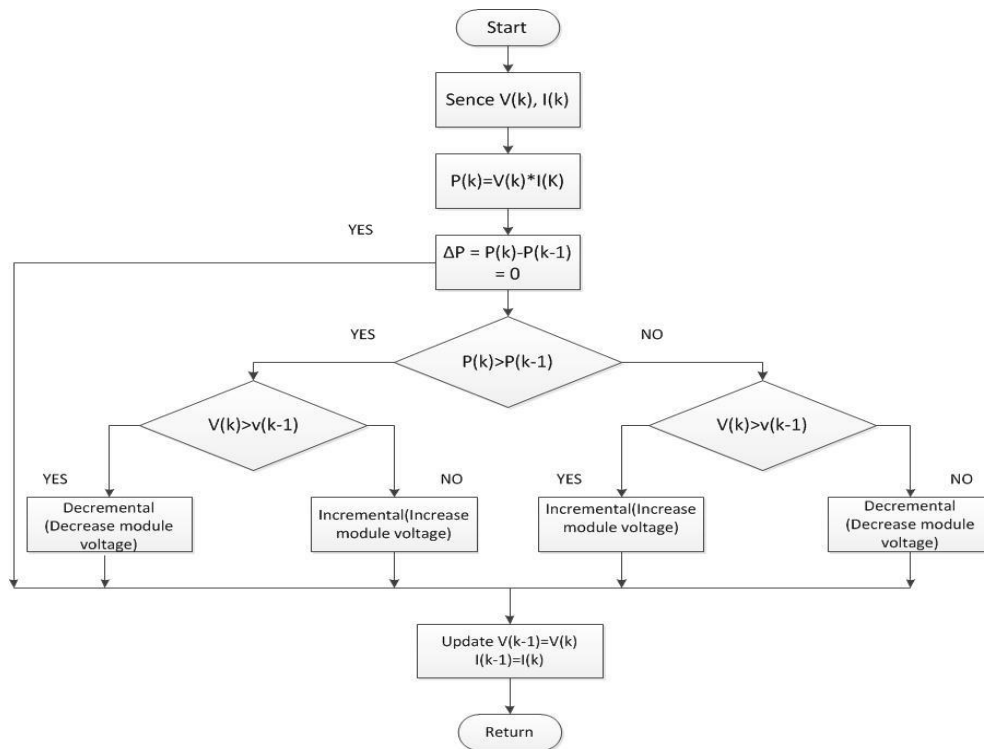 Start
Sence V(k), I(k)
P(k)=V(k)*I(K)
YES
ΔP = P(k)-P(k-1)
= 0
YES
NO
P(k)>P(k-1)
V(k)>v(k-1)
V(k)>v(k-1)
YES
NO
YES
NO
Decremental
(Decrease module
voltage)
Incremental(Increase
module voltage)
Incremental(Increase
module voltage)
Decremental
(Decrease module
voltage)
Update V(k-1)=V(k)
I(k-1)=I(k)
Return